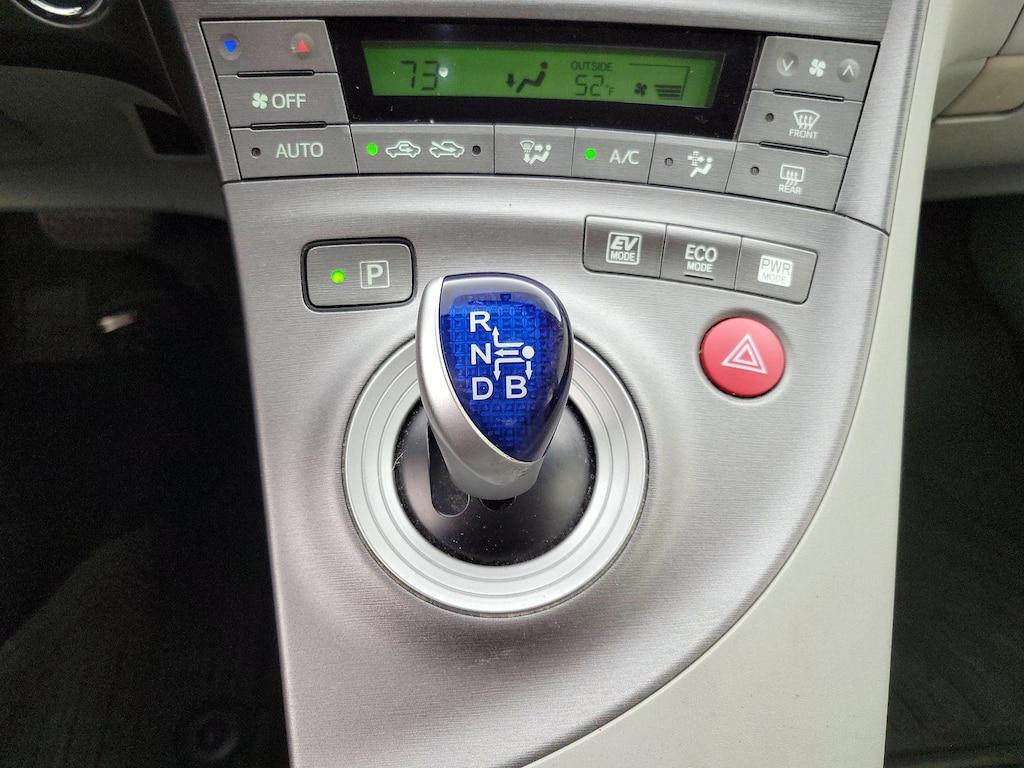 73
OUTSIDE
52°F
OFF
AUTO
A/C
FRONT
REAR
P
EV
MODE
ECO
MODE
PWR
MODE
R
N
D B